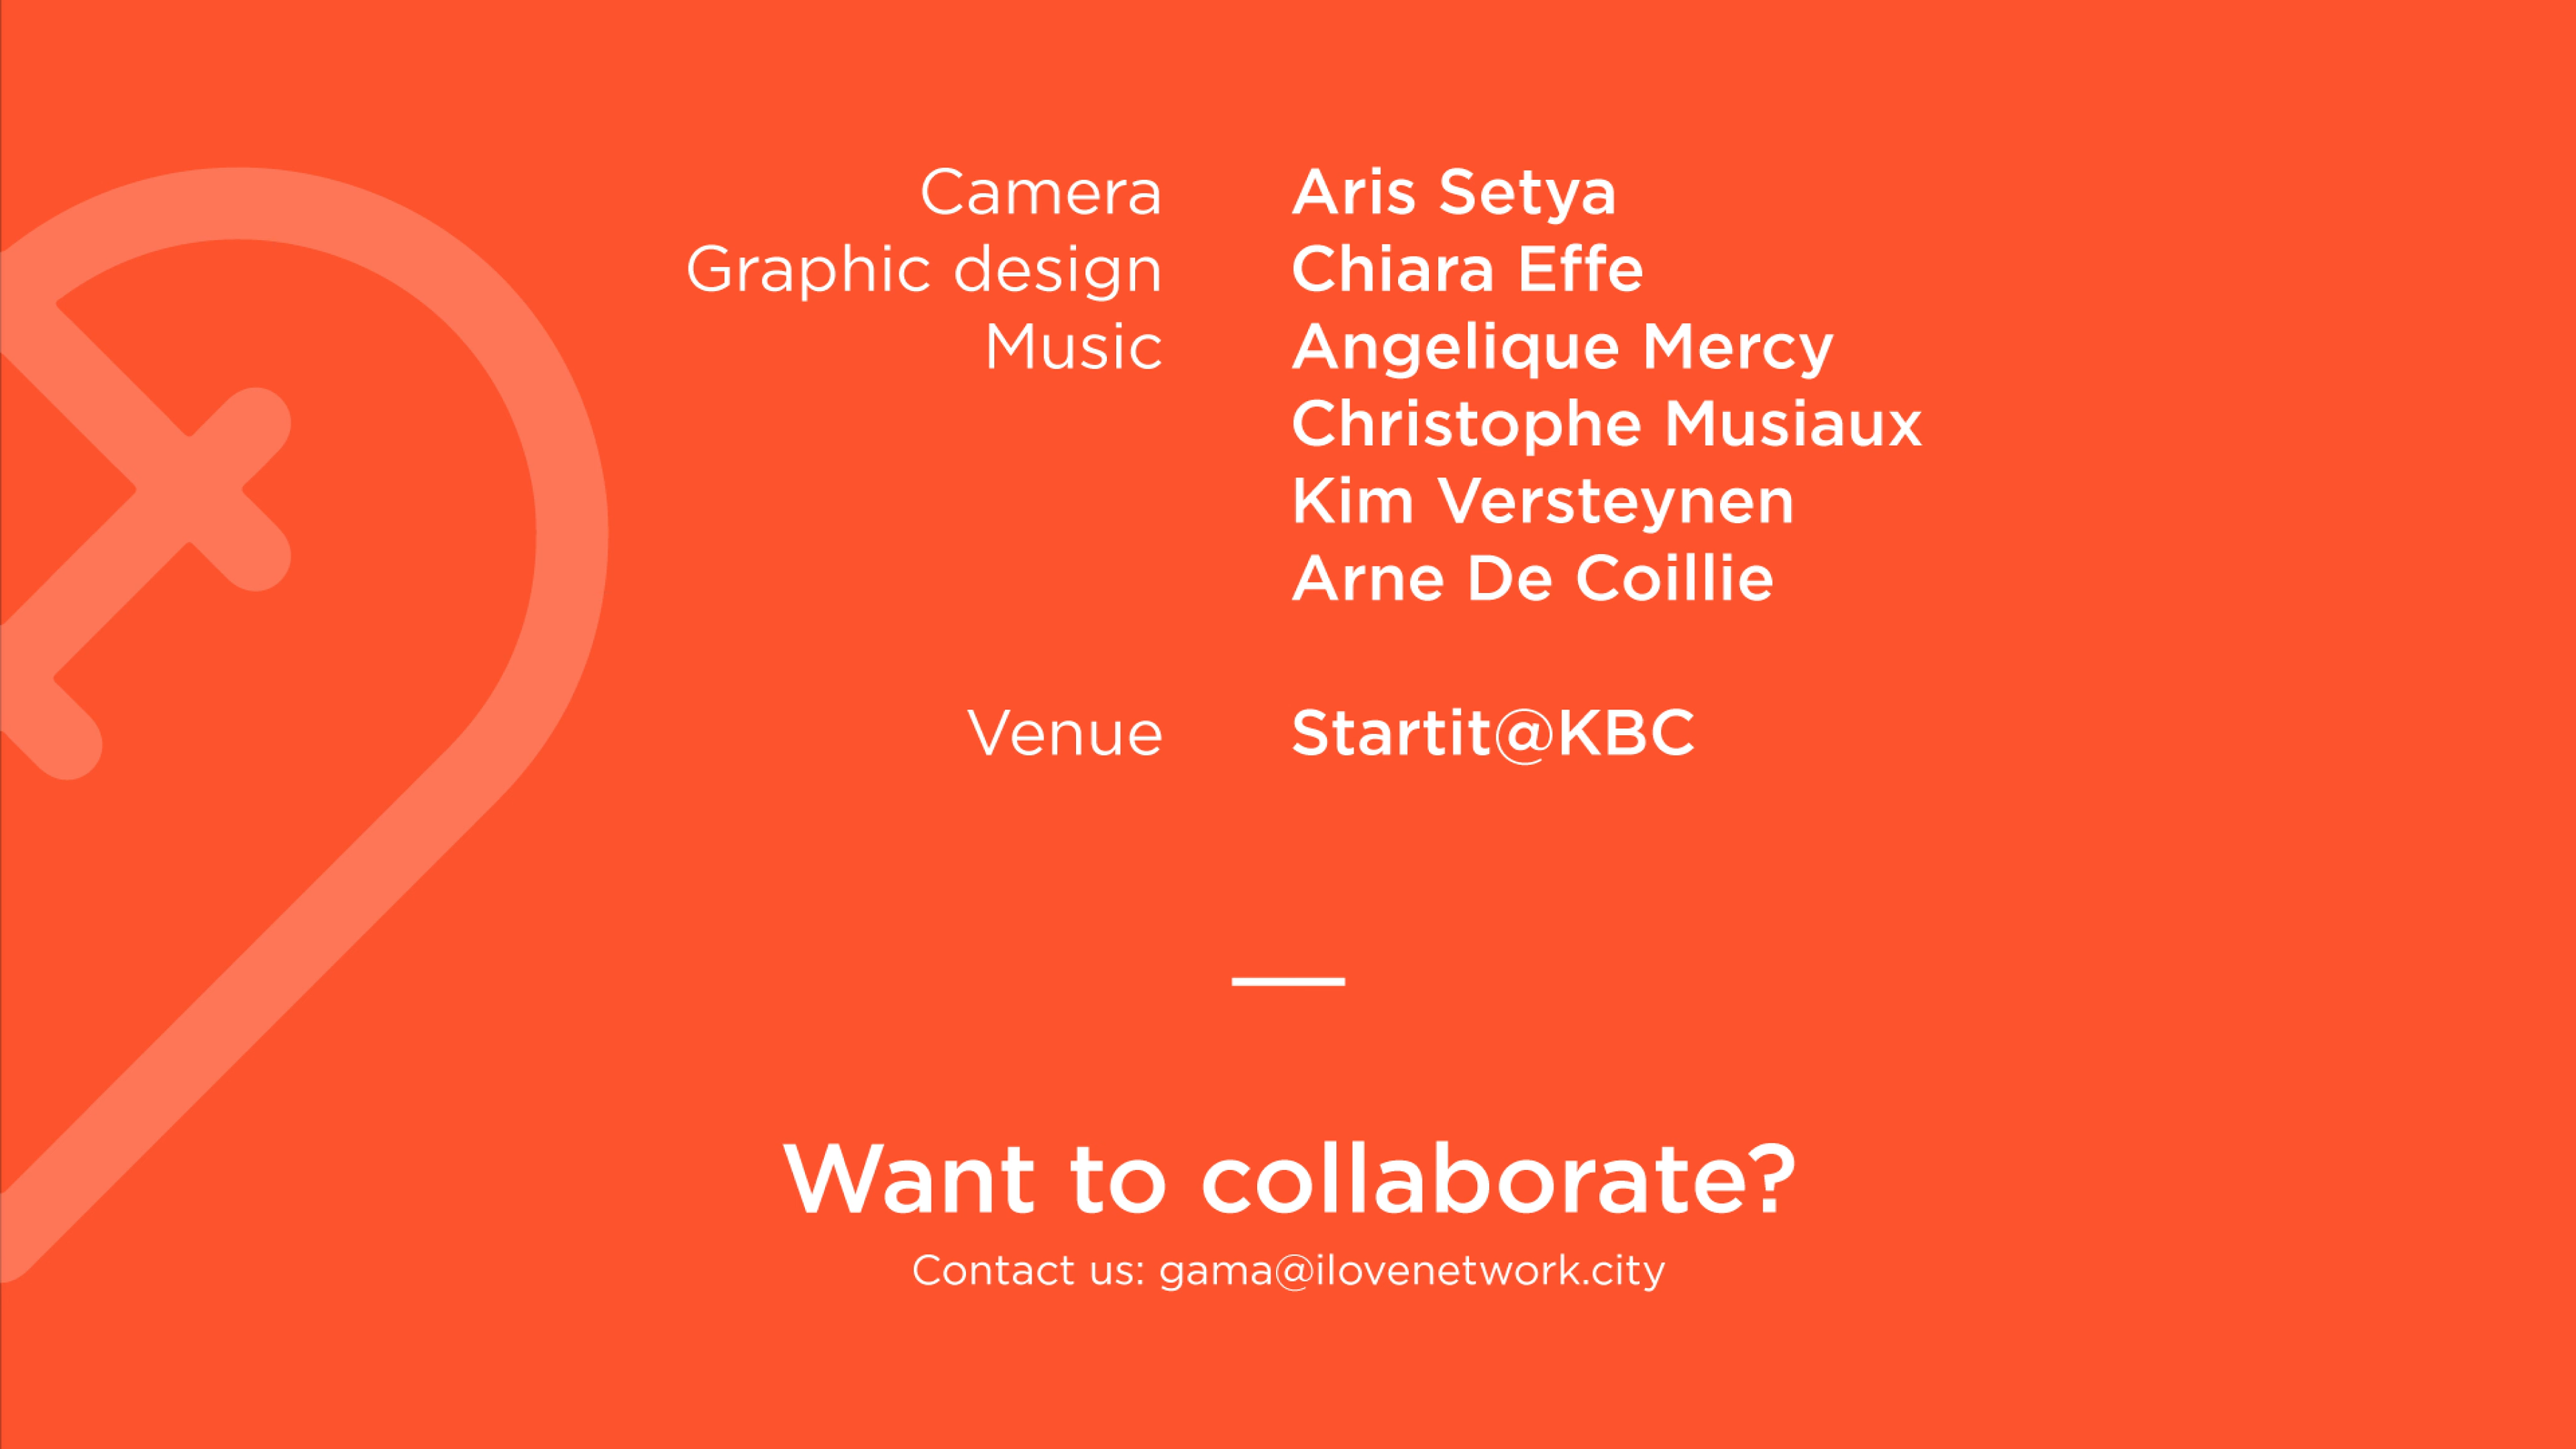 Camera Aris Setya
Graphic design Chiara Effe
Music Angelique Mercy
Christophe Musiaux
Kim Versteynen
Arne De Coillie
Venue Startit@KBC
Want to collaborate?
Contact us: gama@ilovenetwork.city